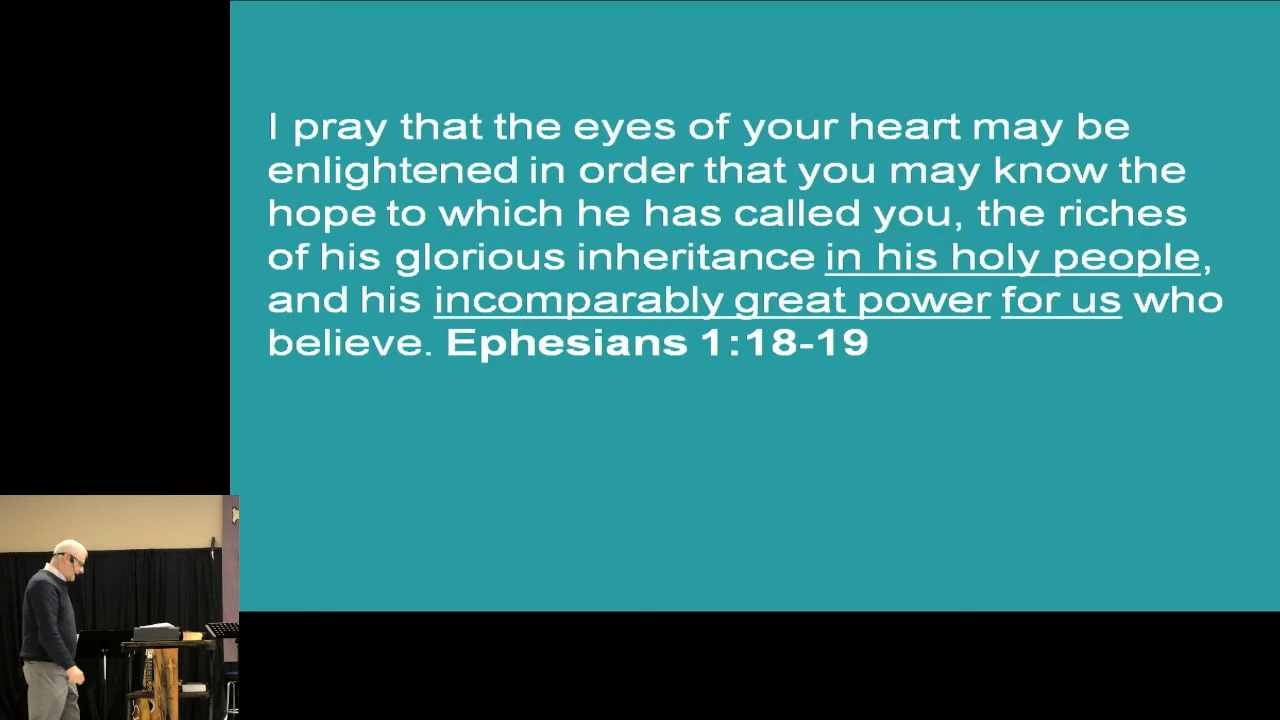 I pray that the eyes of your heart may be
enlightened in order that you may know the
hope to which he has called you, the riches
of his glorious inheritance in his holy people,
and his incomparably great power for us who
believe. Ephesians 1:18-19